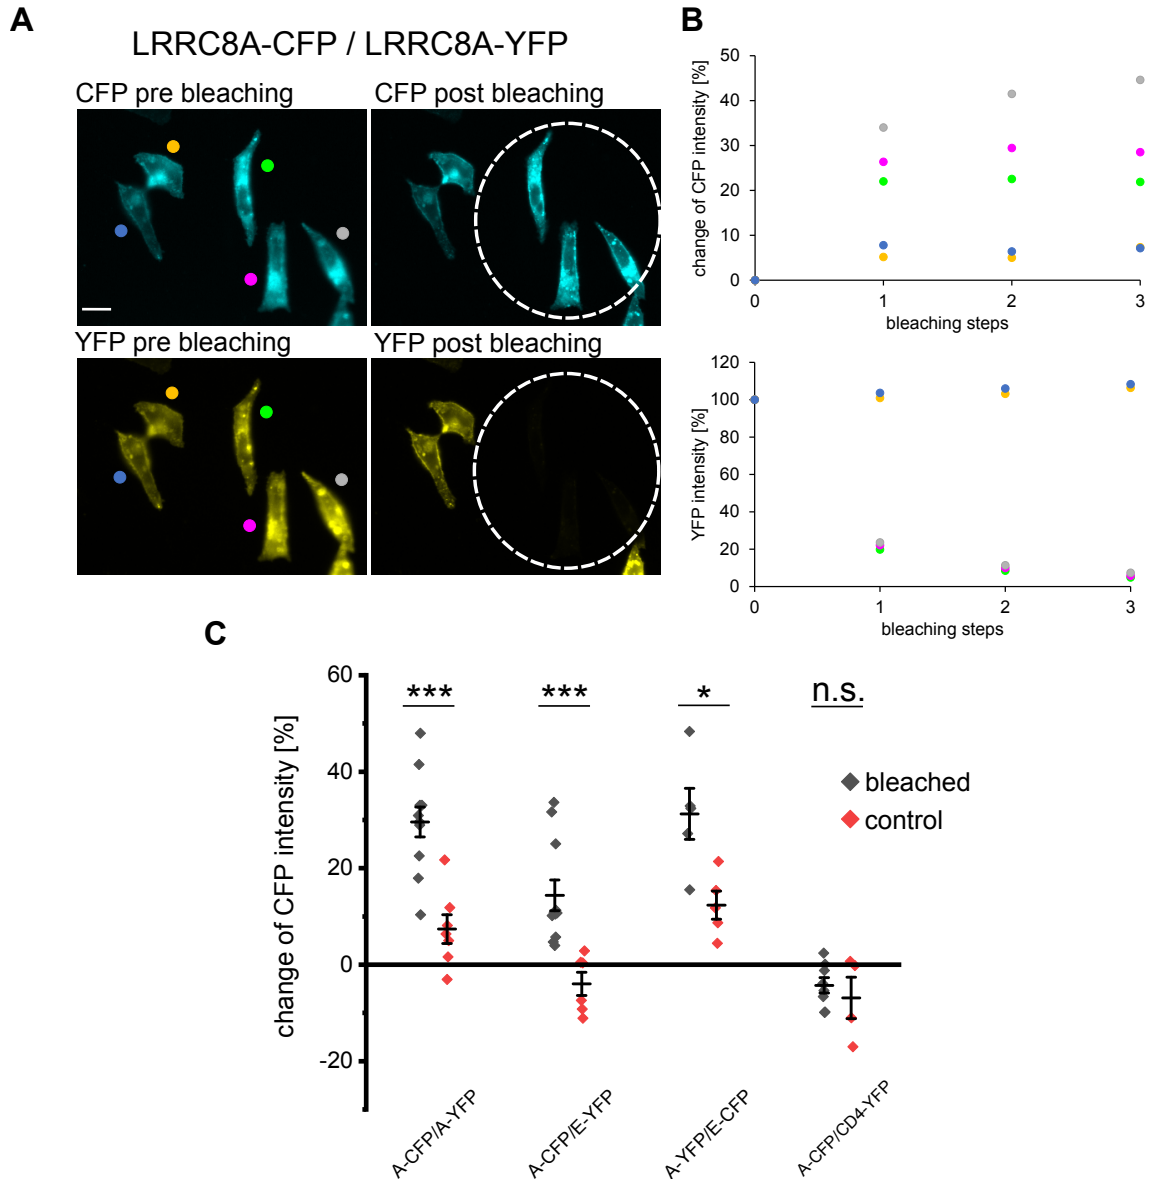 A
LRRC8A-CFP / LRRC8A-YFP
CFP pre bleaching
CFP post bleaching
YFP pre bleaching
YFP post bleaching
B
change of CFP intensity [%]
50
40
30
20
10
0
0 1 2 3
bleaching steps
YFP intensity [%]
120
100
80
60
40
20
0
0 1 2 3
bleaching steps
C
change of CFP intensity [%]
60
40
20
0
-20
*** *** * n.s.
bleached
control
A-CFP/A-YFP
A-CFP/E-YFP
A-YFP/E-CFP
A-CFP/CD4-YFP